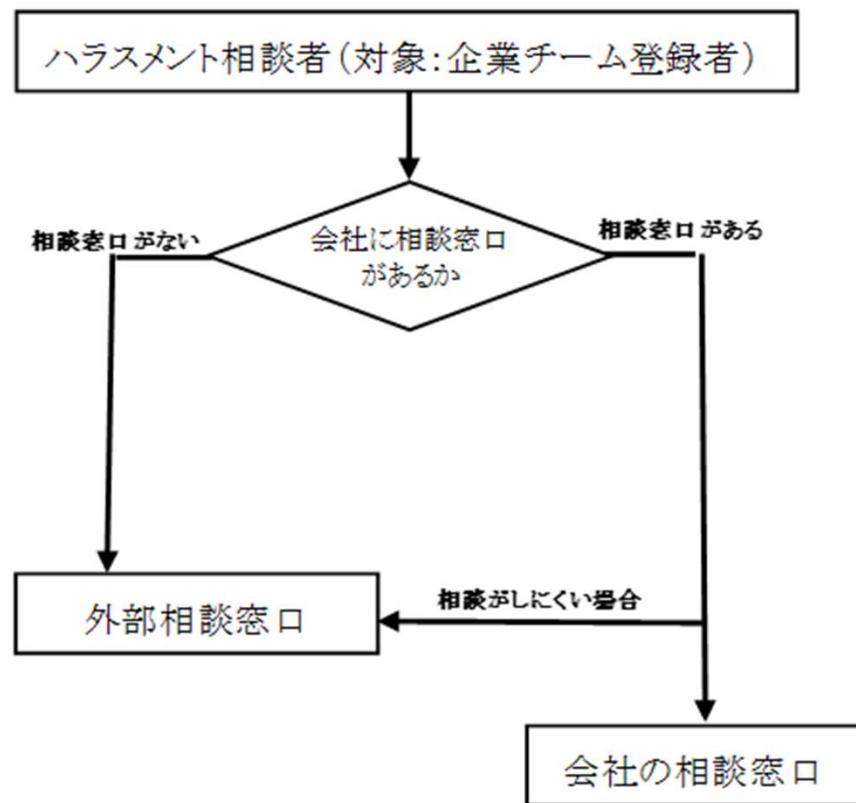 ハラスメント相談者(対象:企業チーム登録者)
相談窓口がない
会社に相談窓口
があるか
相談窓口がある
相談がしにくい場合
外部相談窓口
会社の相談窓口